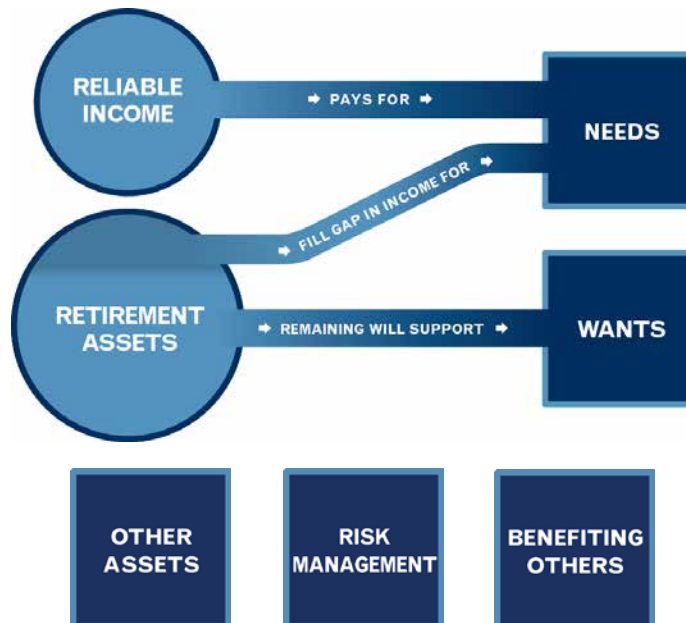 RELIABLE
INCOME
PAYS FOR
NEEDS
FILL GAP IN INCOME FOR
RETIREMENT
ASSETS
REMAINING WILL SUPPORT
WANTS
OTHER
ASSETS
RISK
MANAGEMENT
BENEFITING
OTHERS